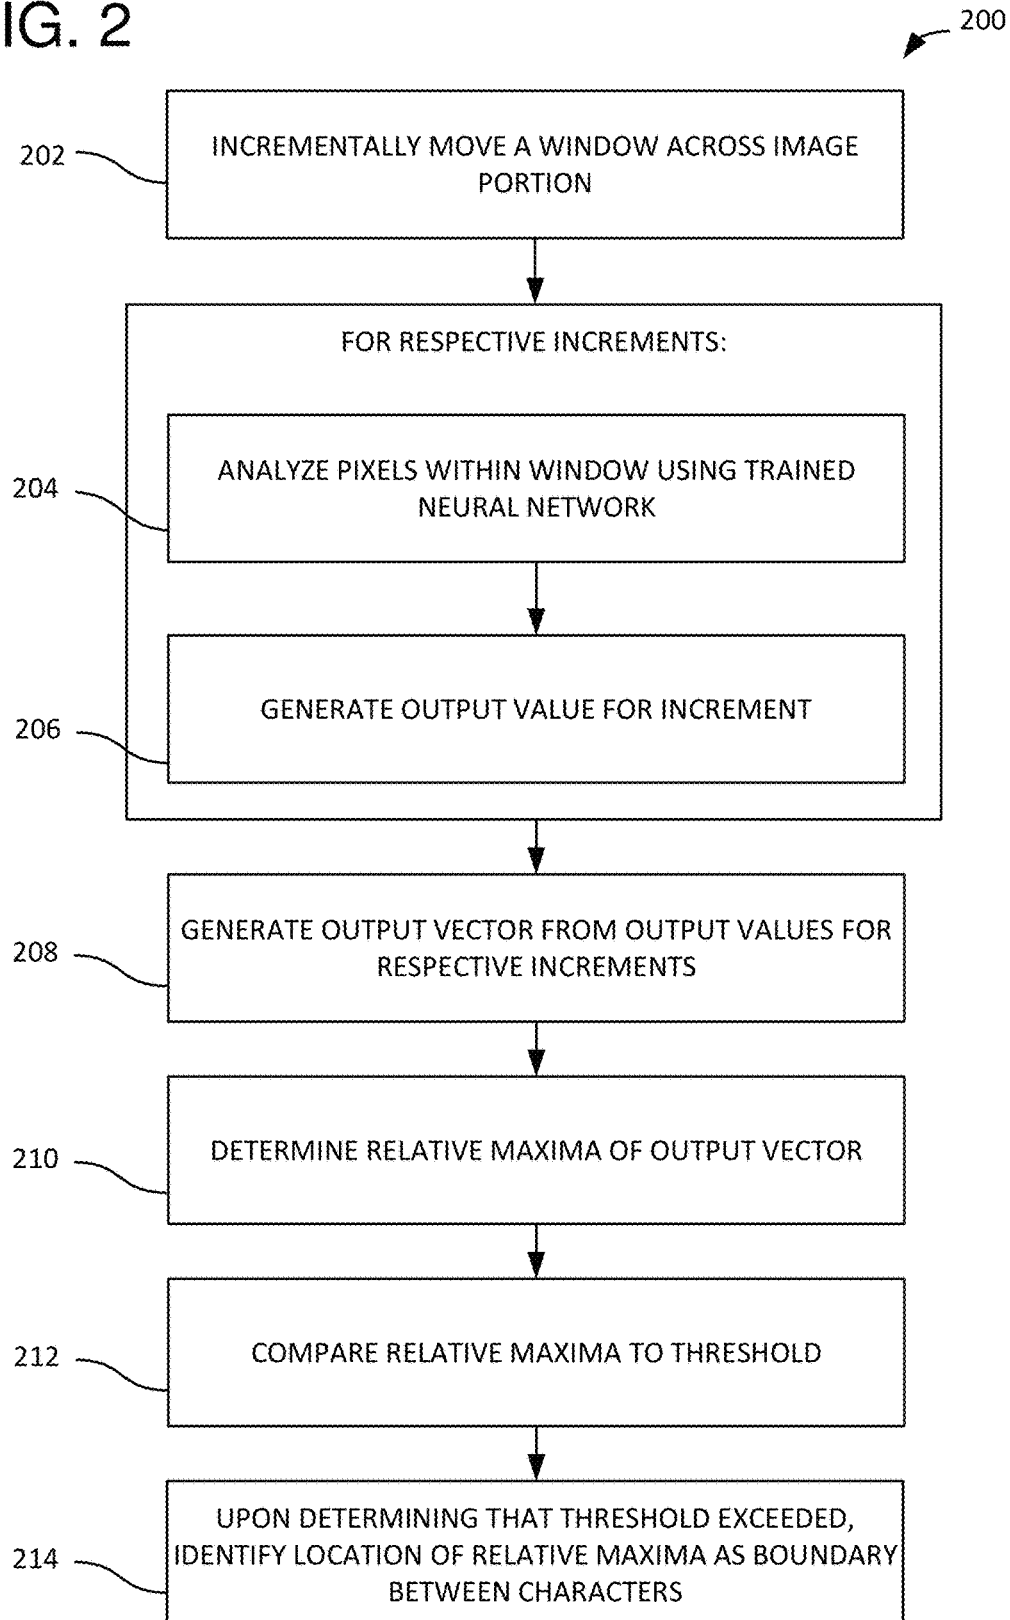 IG. 2
200
202
INCREMENTALLY MOVE A WINDOW ACROSS IMAGE
PORTION
FOR RESPECTIVE INCREMENTS:
204
ANALYZE PIXELS WITHIN WINDOW USING TRAINED
NEURAL NETWORK
206
GENERATE OUTPUT VALUE FOR INCREMENT
208
GENERATE OUTPUT VECTOR FROM OUTPUT VALUES FOR
RESPECTIVE INCREMENTS
210
DETERMINE RELATIVE MAXIMA OF OUTPUT VECTOR
212
COMPARE RELATIVE MAXIMA TO THRESHOLD
214
UPON DETERMINING THAT THRESHOLD EXCEEDED,
IDENTIFY LOCATION OF RELATIVE MAXIMA AS BOUNDARY
BETWEEN CHARACTERS